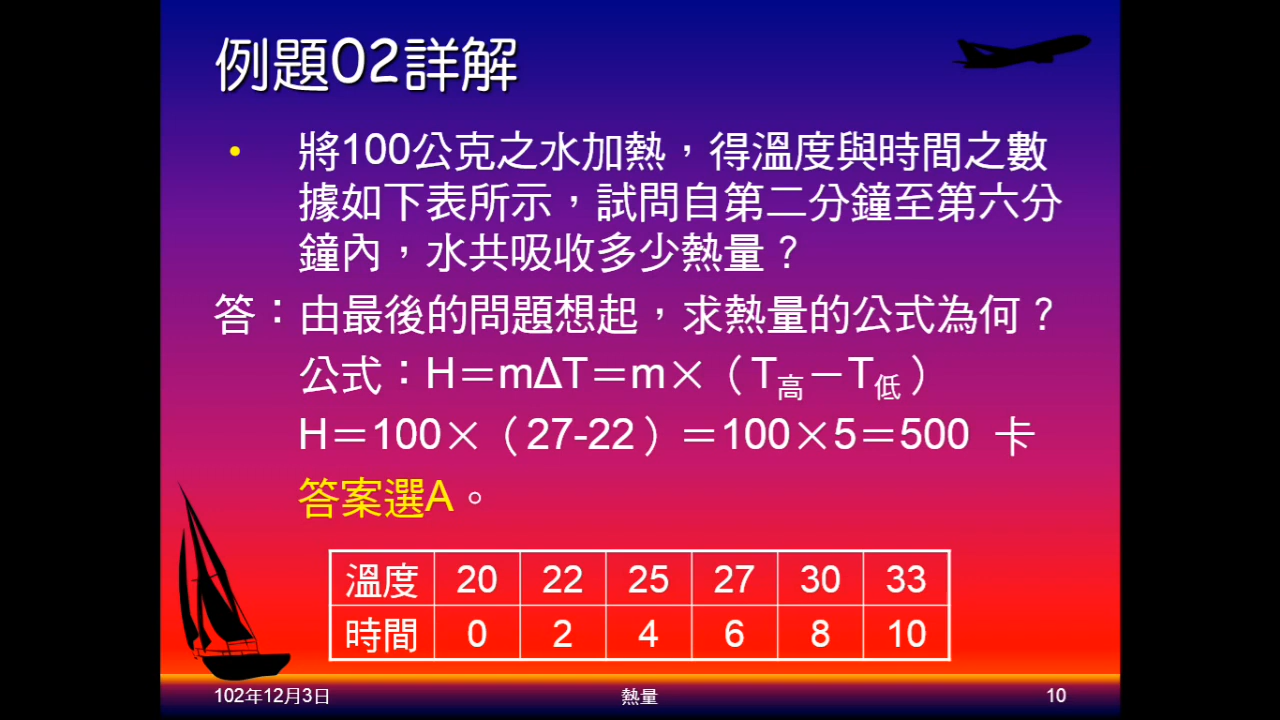 例題02詳解
• 將100公克之水加熱，得溫度與時間之數
據如下表所示，試問自第二分鐘至第六分
鐘內，水共吸收多少熱量？
答：由最後的問題想起，求熱量的公式為何？
公式：H＝mΔT＝m×（T高－T低）
H＝100×（27-22）＝100×5＝500 卡
答案選A。
溫度 20 22 25 27 30 33
時間 0 2 4 6 8 10
102年12月3日 熱量 10